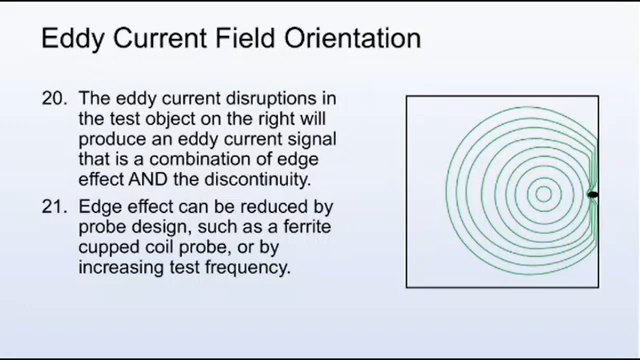 Eddy Current Field Orientation
20. The eddy current disruptions in
the test object on the right will
produce an eddy current signal
that is a combination of edge
effect AND the discontinuity.
21. Edge effect can be reduced by
probe design, such as a ferrite
cupped coil probe, or by
increasing test frequency.